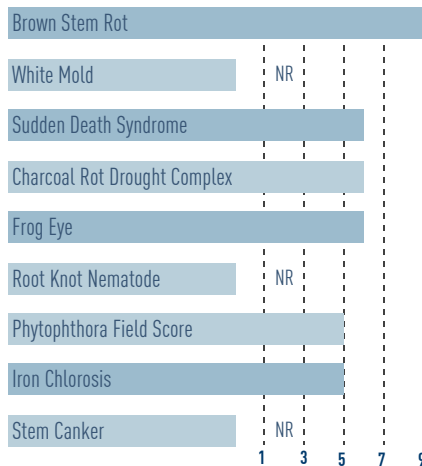 Brown Stem Rot
White Mold NR
Sudden Death Syndrome
Charcoal Rot Drought Complex
Frog Eye
Root Knot Nematode NR
Phytophthora Field Score
Iron Chlorosis
Stem Canker NR
1 3 5 7 9